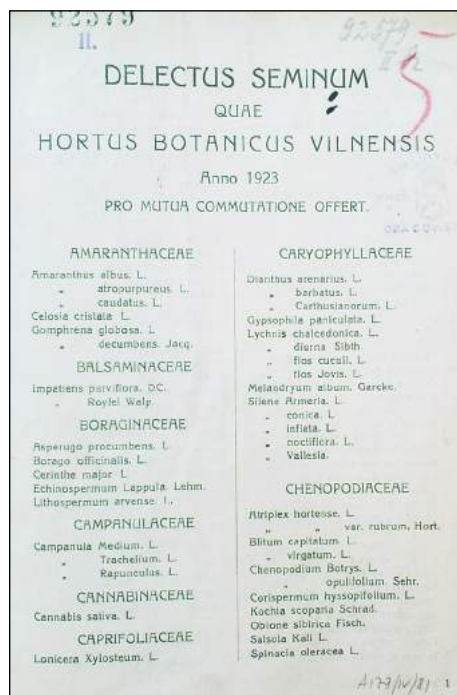 92579
II.
92579
DELECTUS SEMINUM
QUAE
HORTUS BOTANICUS VILNENSIS
Anno 1923
PRO MUTUA COMMUTATIONE OFFERT.
AMARANTHACEAE
Amaranthus albus. L.
„ atropurpureus. L.
„ caudatus. L.
Celosia cristata L.
Gomphrena globosa. L
„ decumbens. Jacq.
BALSAMINACEAE
Impatiens parviflora. D.C.
„ Roylei Walp.
BORAGINACEAE
Asperugo procumbens. L.
Borago officinalis. L.
Cerinthe major L
Echinospermum Lappula. Lehm.
Lithospermum arvense. L.
CAMPANULACEAE
Campanula Medium. L.
„ Trachelium. L.
„ Rapunculus. L.
CANNABINACEAE
Cannabis sativa. L.
CAPRIFOLIACEAE
Lonicera Xylosteum. L.
CARYOPHYLLACEAE
Dianthus arenarius. L.
„ barbatus. L.
„ Carthusianorum. L.
Gypsophila paniculata. L.
Lychnis chalcedonica. L.
„ diurna Sibth.
„ flos cuculi. L.
„ flos Jovis. L.
Melandryum album. Garcke.
Silene Armeria. L.
„ conica. L
„ inflata. L.
„ noctiflora. L.
„ Vallesia.
CHENOPODIACEAE
Atriplex hortesse. L.
„ „ var. rubrum, Hort.
Blitum capitatum. L.
„ virgatum. L.
Chenopodium Botrys. L.
„ opulifolium. Sehr.
Corispermum hyssopifolium. L.
Kochia scoparia Schrad.
Obione sibirica Fisch.
Salsola Kali L.
Spinacia oleracea L.
A179/IV/81 1